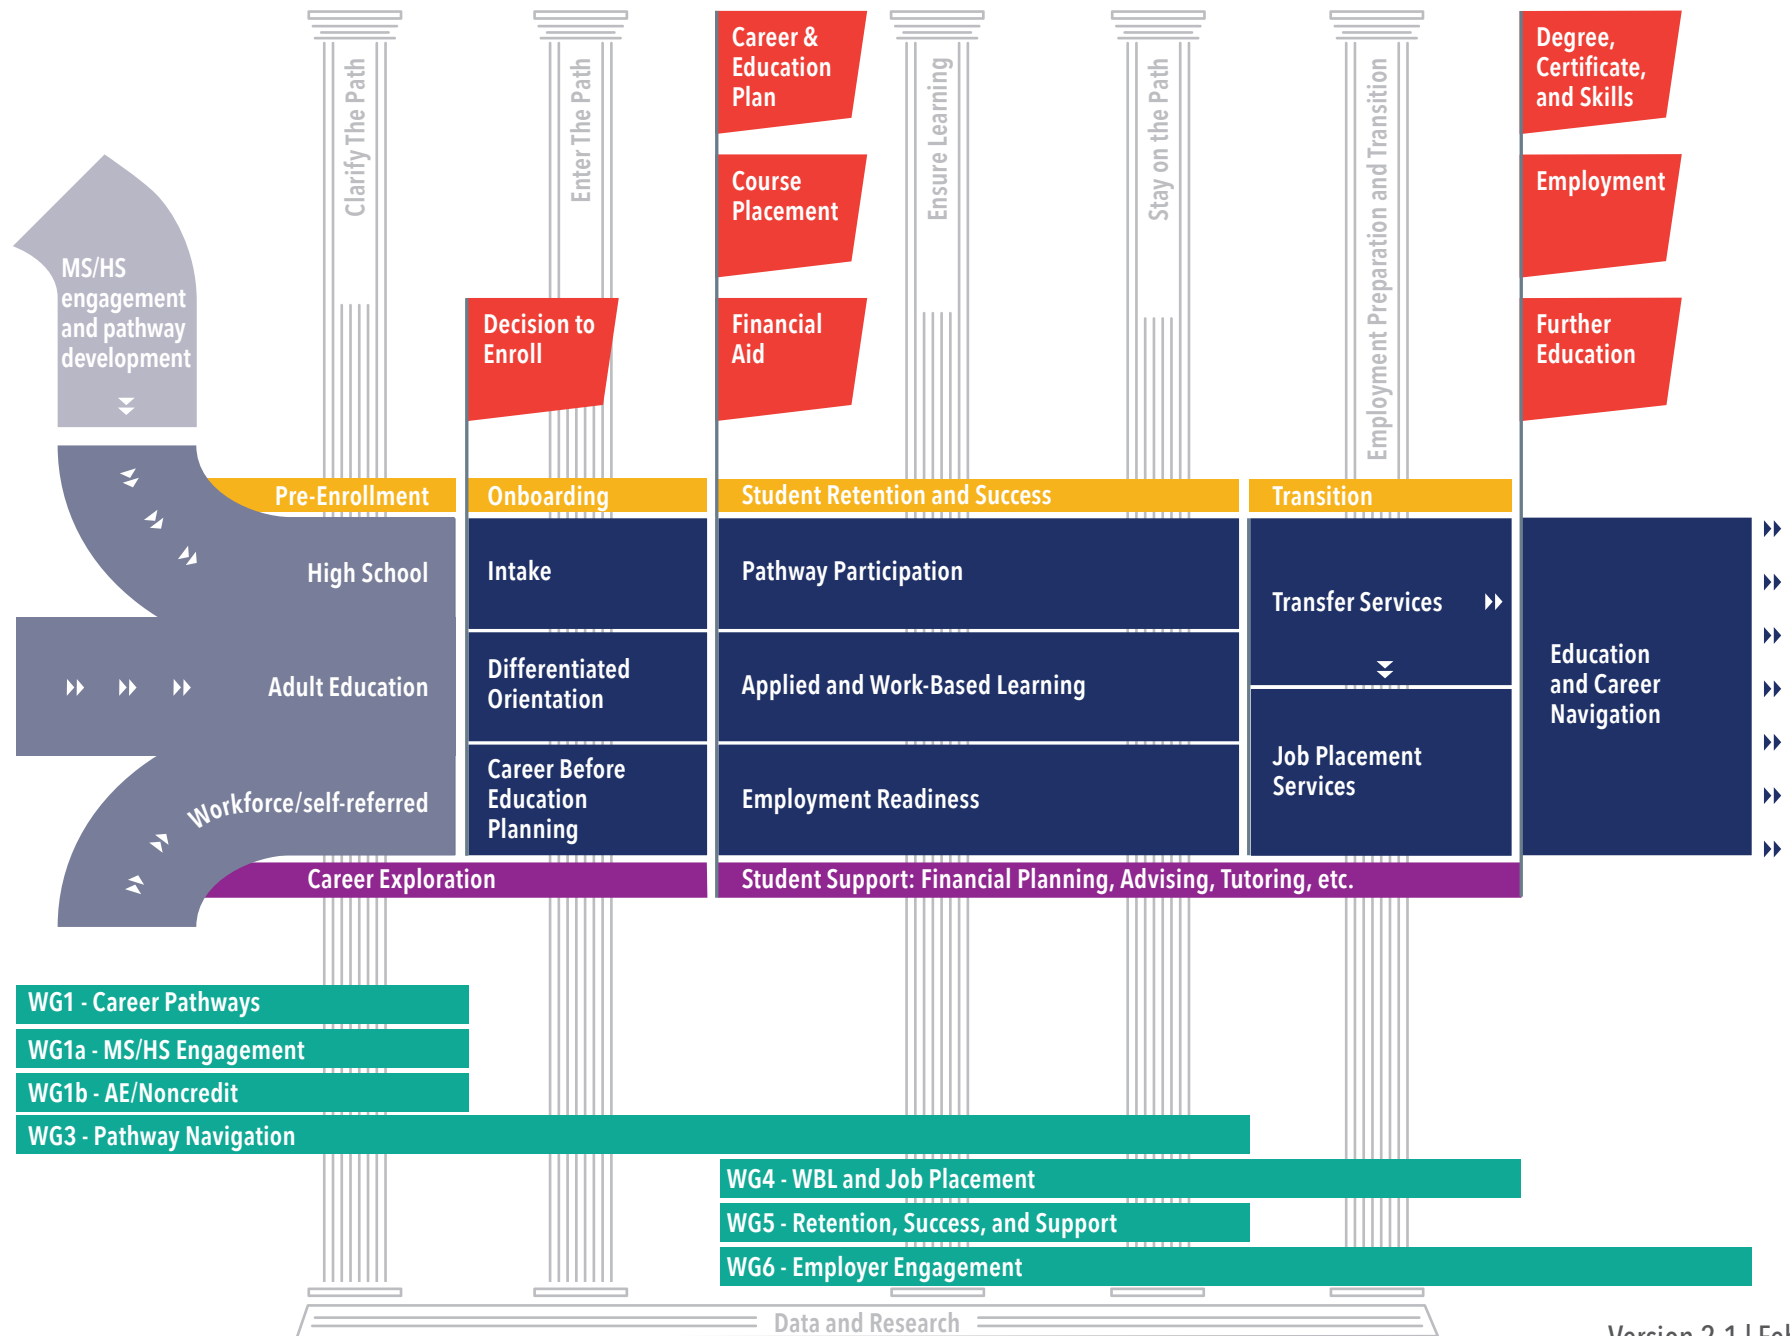 Clarify The Path
Enter The Path
Career &
Education
Plan
Ensure Learning
Stay on the Path
Employment Preparation and Transition
Degree,
Certificate,
and Skills
Course
Placement
Employment
MS/HS
engagement
and pathway
development
Decision to
Enroll
Financial
Aid
Further
Education
Pre-Enrollment
Onboarding
Student Retention and Success
Transition
High School
Intake
Pathway Participation
Transfer Services
Adult Education
Differentiated
Orientation
Applied and Work-Based Learning
Education
and Career
Navigation
Workforce/self-referred
Career Before
Education
Planning
Employment Readiness
Job Placement
Services
Career Exploration
Student Support: Financial Planning, Advising, Tutoring, etc.
WG1 - Career Pathways
WG1a - MS/HS Engagement
WG1b - AE/Noncredit
WG3 - Pathway Navigation
WG4 - WBL and Job Placement
WG5 - Retention, Success, and Support
WG6 - Employer Engagement
Data and Research
Version 2.1 |